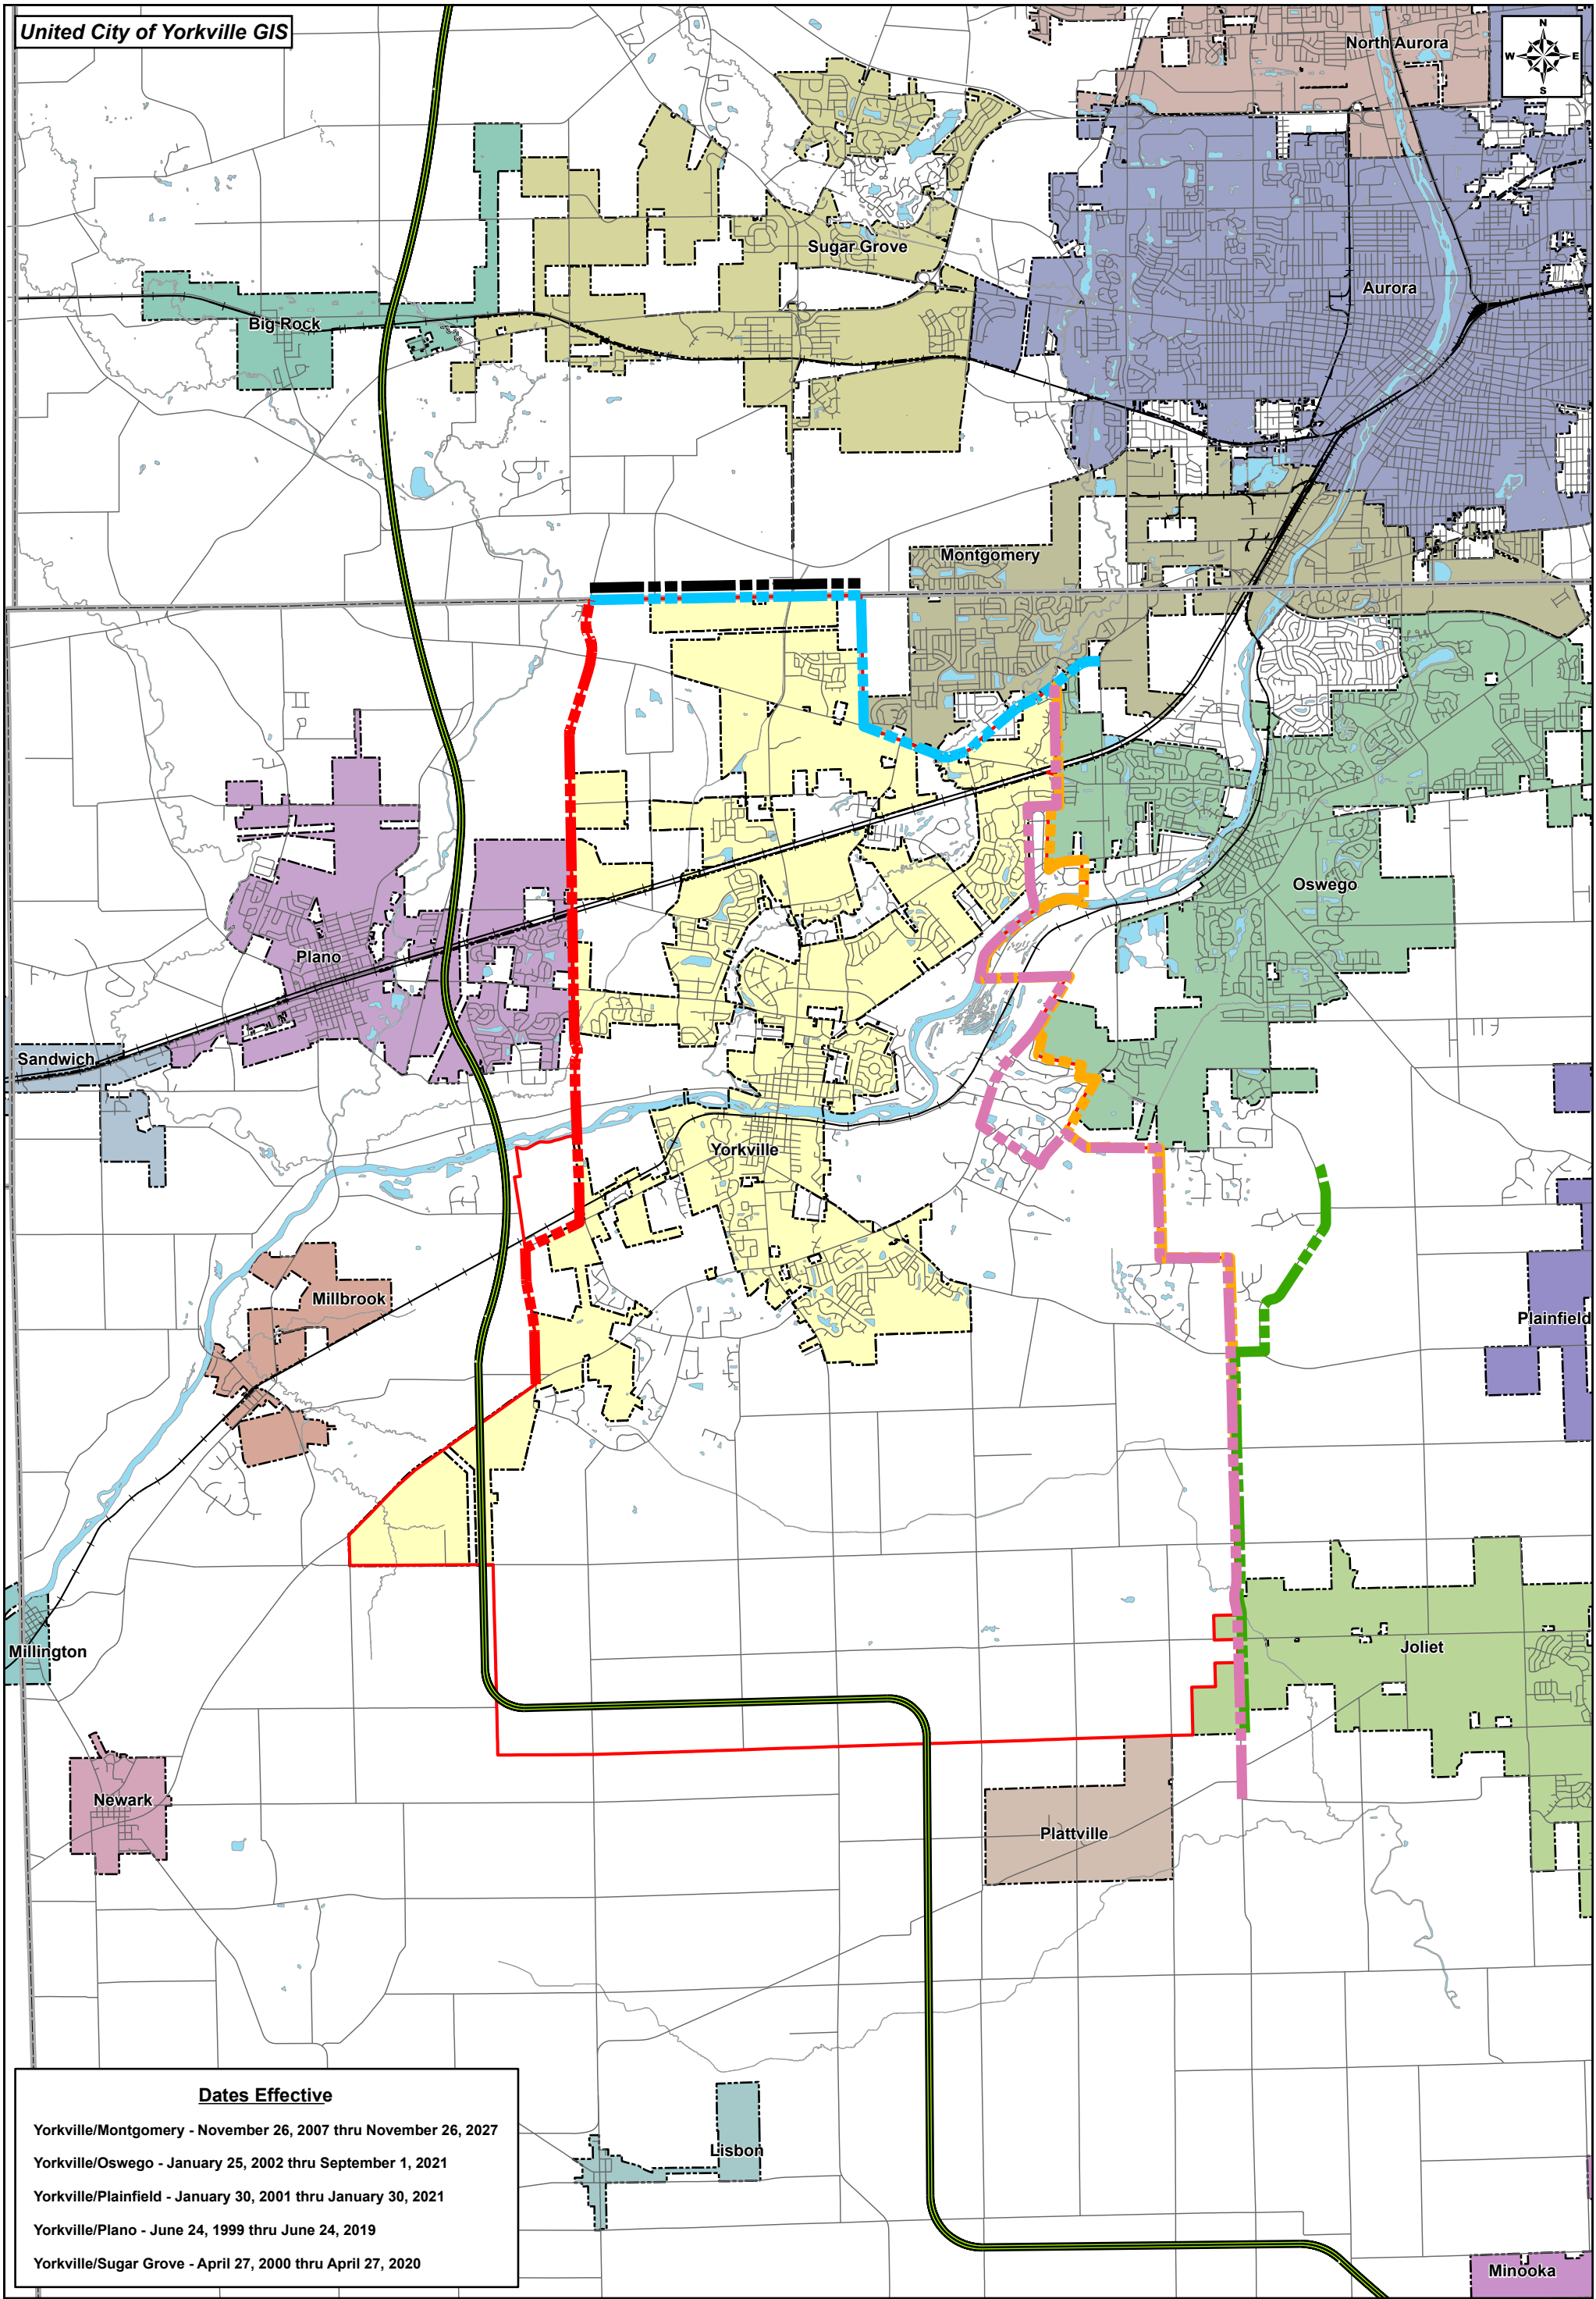 United City of Yorkville GIS
N
W E
S
North Aurora
Sugar Grove
Aurora
Big Rock
Montgomery
Oswego
Plano
Sandwich
Yorkville
Millbrook
Plainfield
Joliet
Millington
Newark
Plattville
Lisbon
Minooka
Dates Effective
Yorkville/Montgomery - November 26, 2007 thru November 26, 2027
Yorkville/Oswego - January 25, 2002 thru September 1, 2021
Yorkville/Plainfield - January 30, 2001 thru January 30, 2021
Yorkville/Plano - June 24, 1999 thru June 24, 2019
Yorkville/Sugar Grove - April 27, 2000 thru April 27, 2020